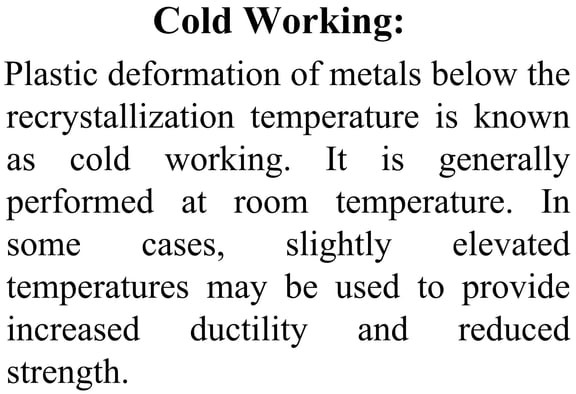 Cold Working:
Plastic deformation of metals below the
recrystallization temperature is known
as cold working. It is generally
performed at room temperature. In
some cases, slightly elevated
temperatures may be used to provide
increased ductility and reduced
strength.